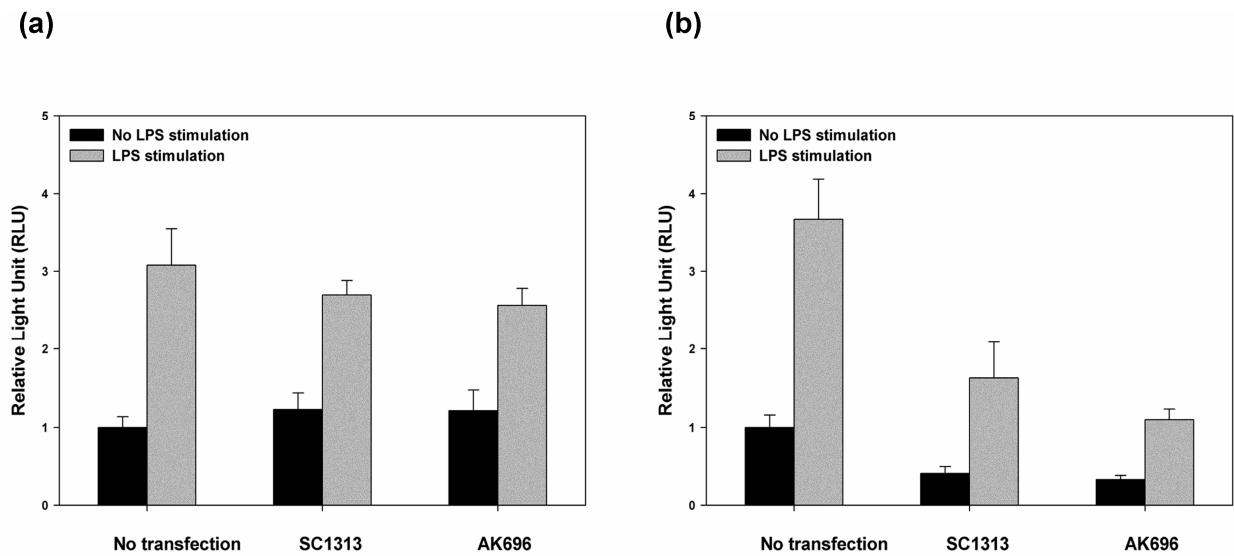 (a)
5
4
3
2
1
0
Relative Light Unit (RLU)
No LPS stimulation
LPS stimulation
No transfection
SC1313
AK696
(b)
5
4
3
2
1
0
Relative Light Unit (RLU)
No LPS stimulation
LPS stimulation
No transfection
SC1313
AK696